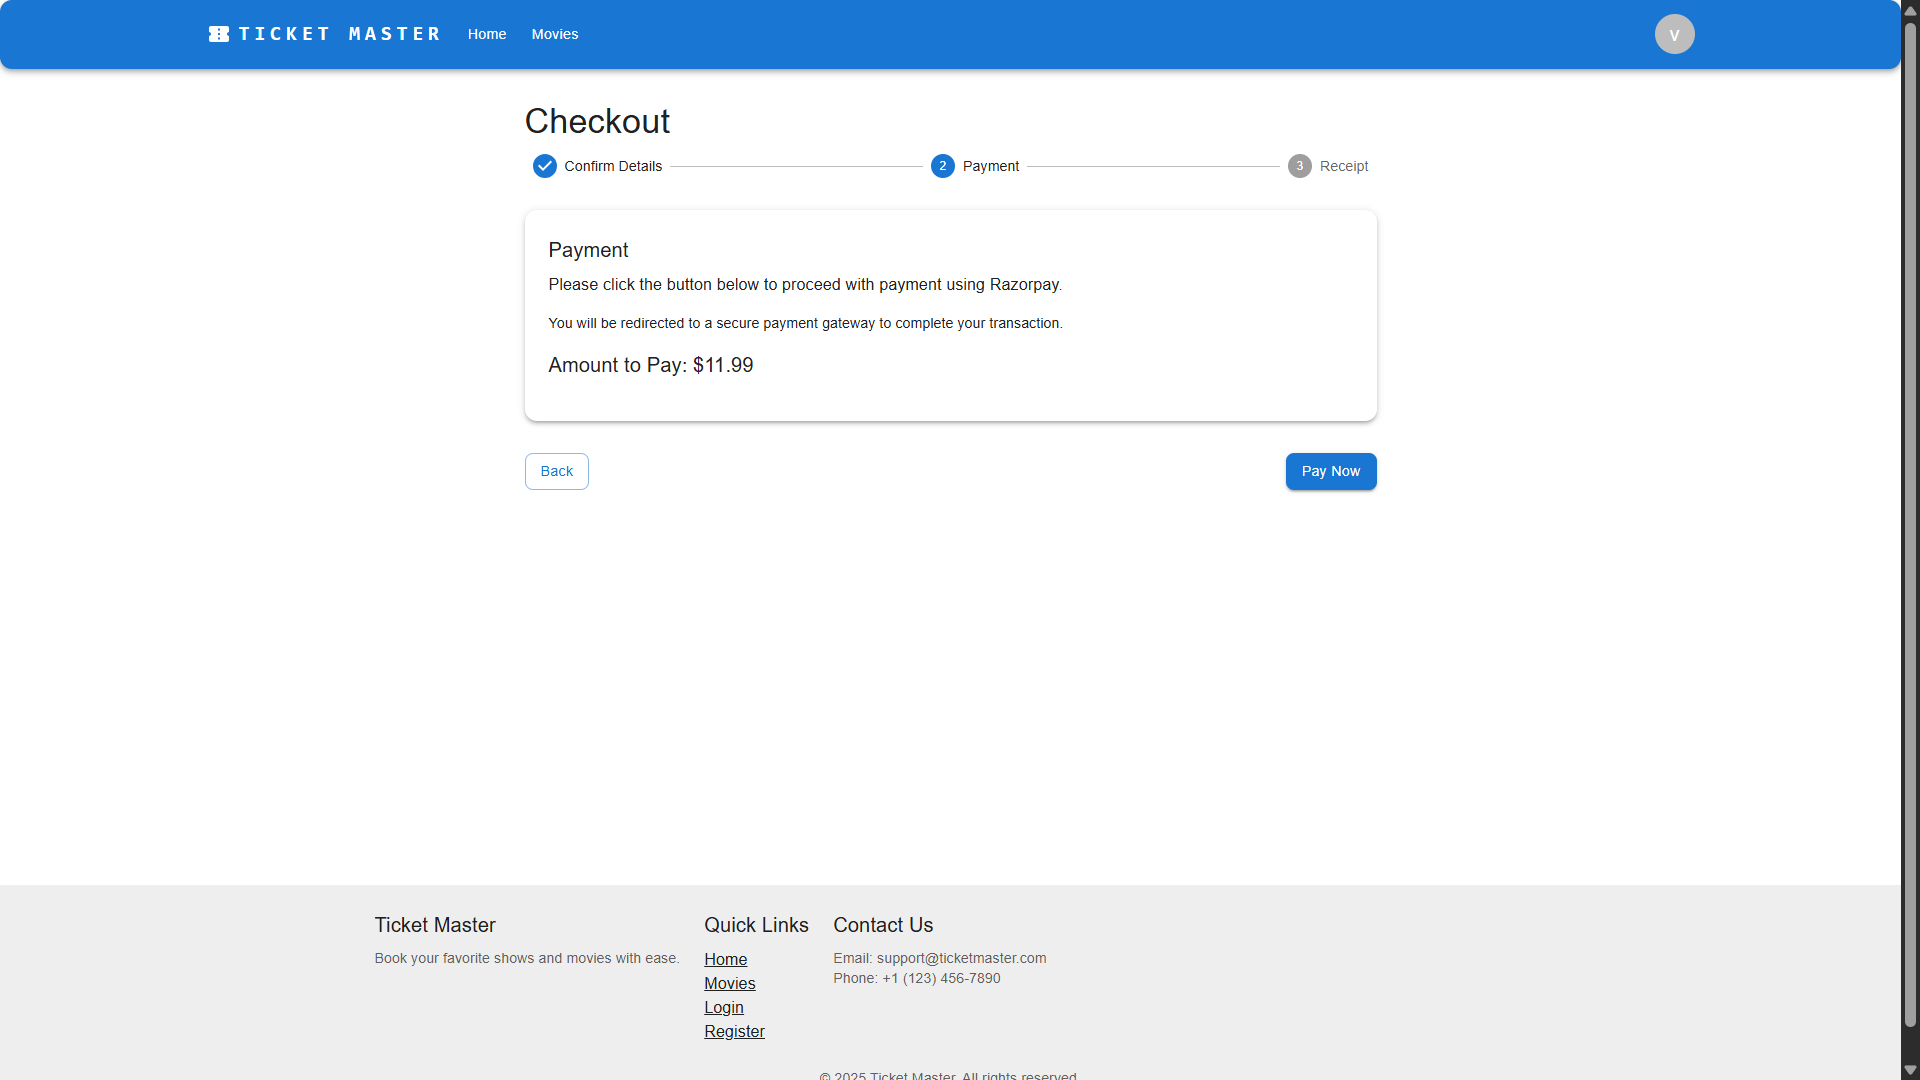 TICKET MASTER Home Movies V
Checkout
Confirm Details 2 Payment 3 Receipt
Payment
Please click the button below to proceed with payment using Razorpay.
You will be redirected to a secure payment gateway to complete your transaction.
Amount to Pay: $11.99
Back Pay Now
Ticket Master
Book your favorite shows and movies with ease.
Quick Links
Home
Movies
Login
Register
Contact Us
Email: support@ticketmaster.com
Phone: +1 (123) 456-7890
© 2025 Ticket Master. All rights reserved.